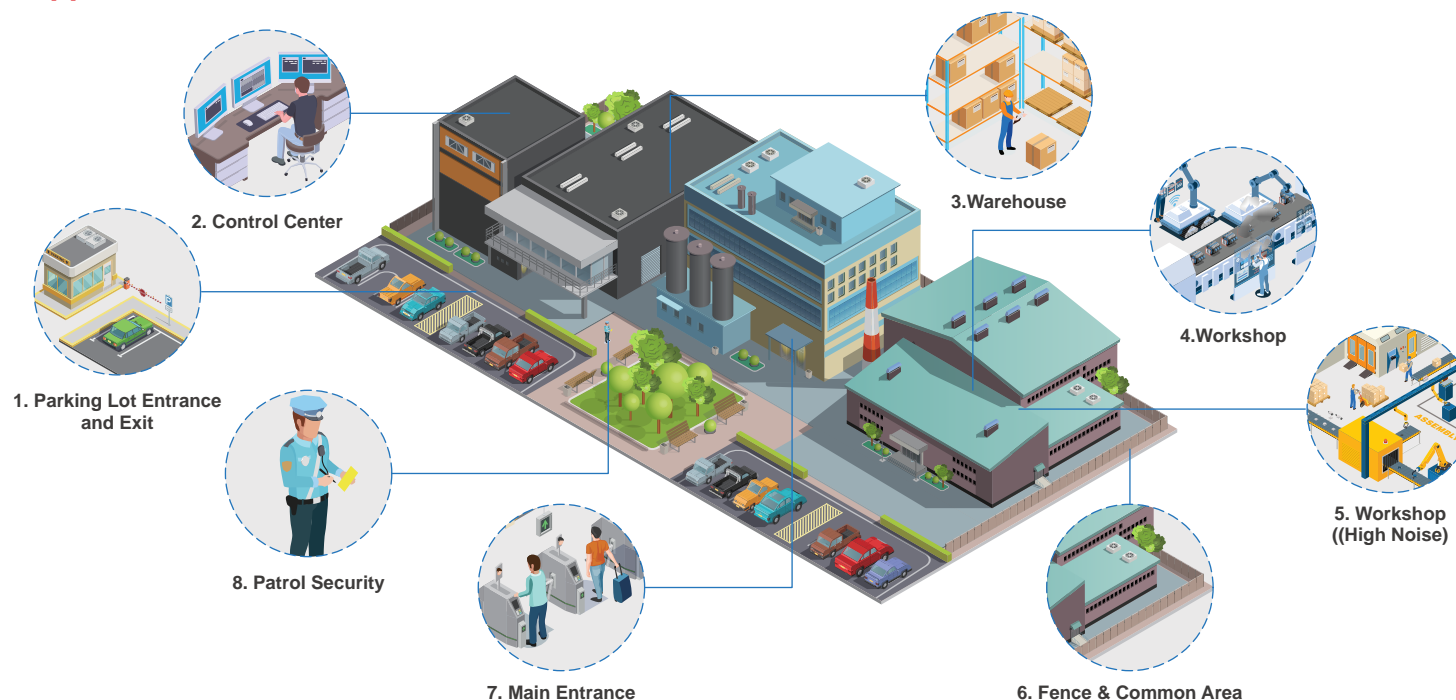 2. Control Center
3.Warehouse
4.Workshop
1. Parking Lot Entrance
and Exit
ASSEMBL
5. Workshop
((High Noise)
8. Patrol Security
7. Main Entrance
6. Fence & Common Area